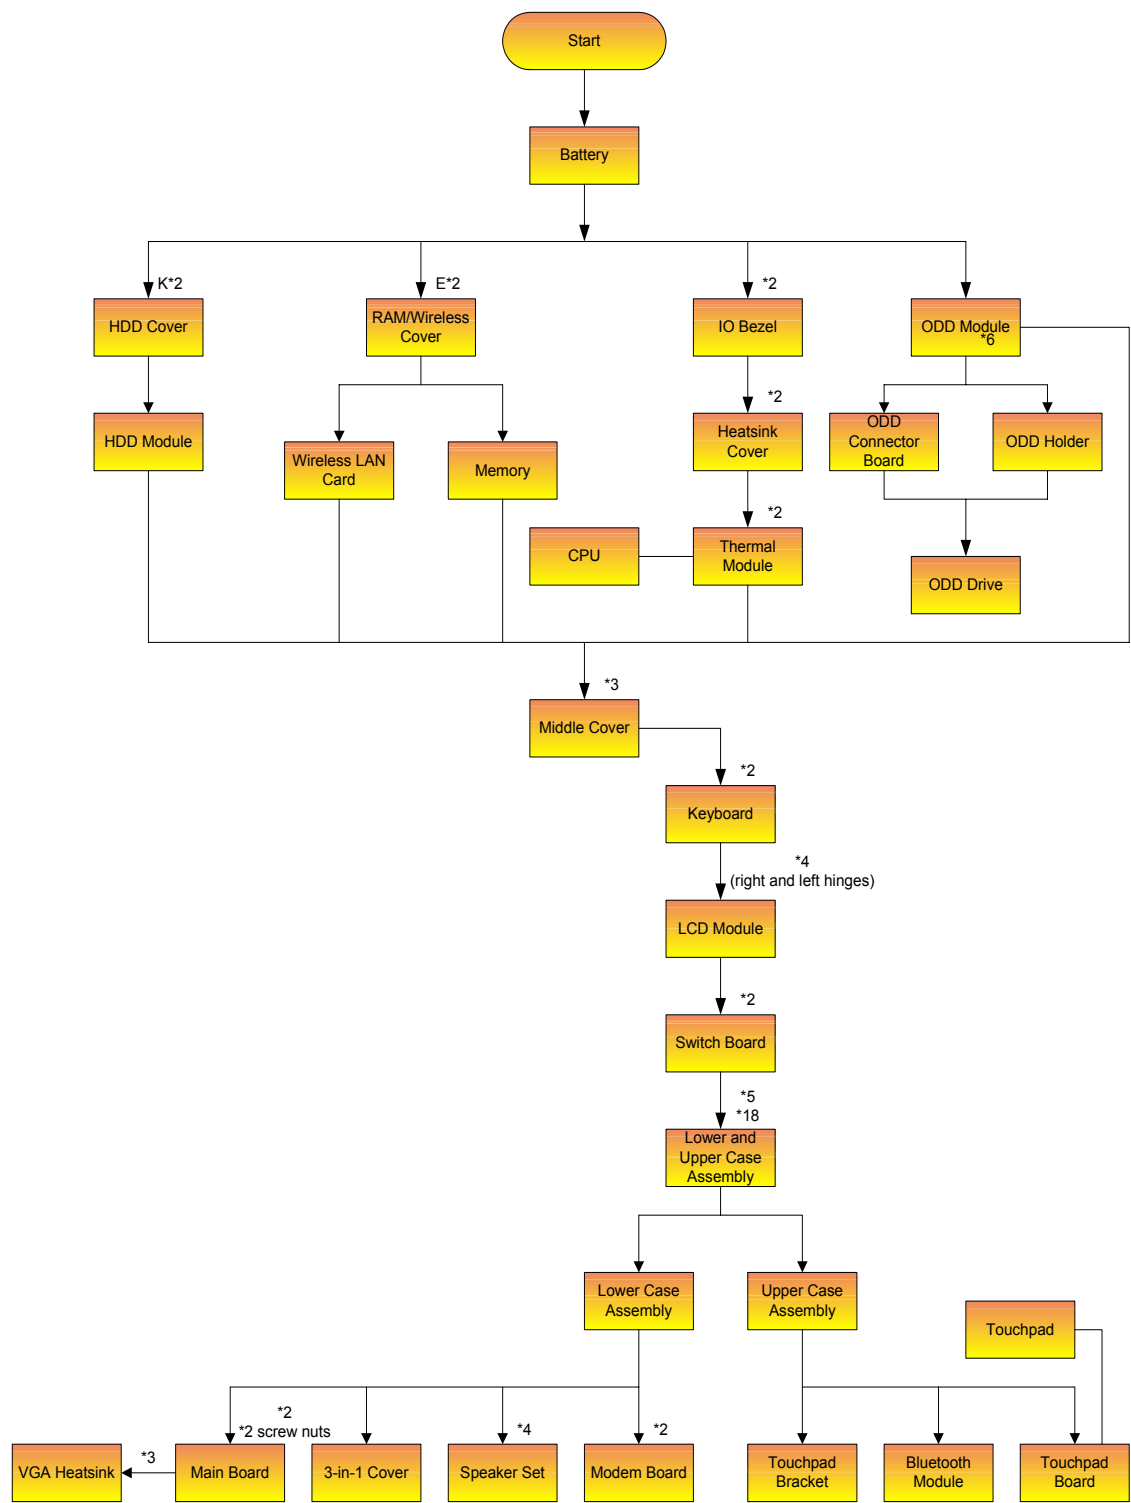 Start
Battery
K*2
E*2
*2
HDD Cover
RAM/Wireless
Cover
IO Bezel
ODD Module
*6
*2
HDD Module
Wireless LAN
Card
Memory
Heatsink
Cover
ODD
Connector
Board
ODD Holder
*2
CPU
Thermal
Module
ODD Drive
*3
Middle Cover
*2
Keyboard
*4
(right and left hinges)
LCD Module
*2
Switch Board
*5
*18
Lower and
Upper Case
Assembly
Lower Case
Assembly
Upper Case
Assembly
Touchpad
*2
*2 screw nuts
*4
*2
*3
VGA Heatsink
Main Board
3-in-1 Cover
Speaker Set
Modem Board
Touchpad
Bracket
Bluetooth
Module
Touchpad
Board